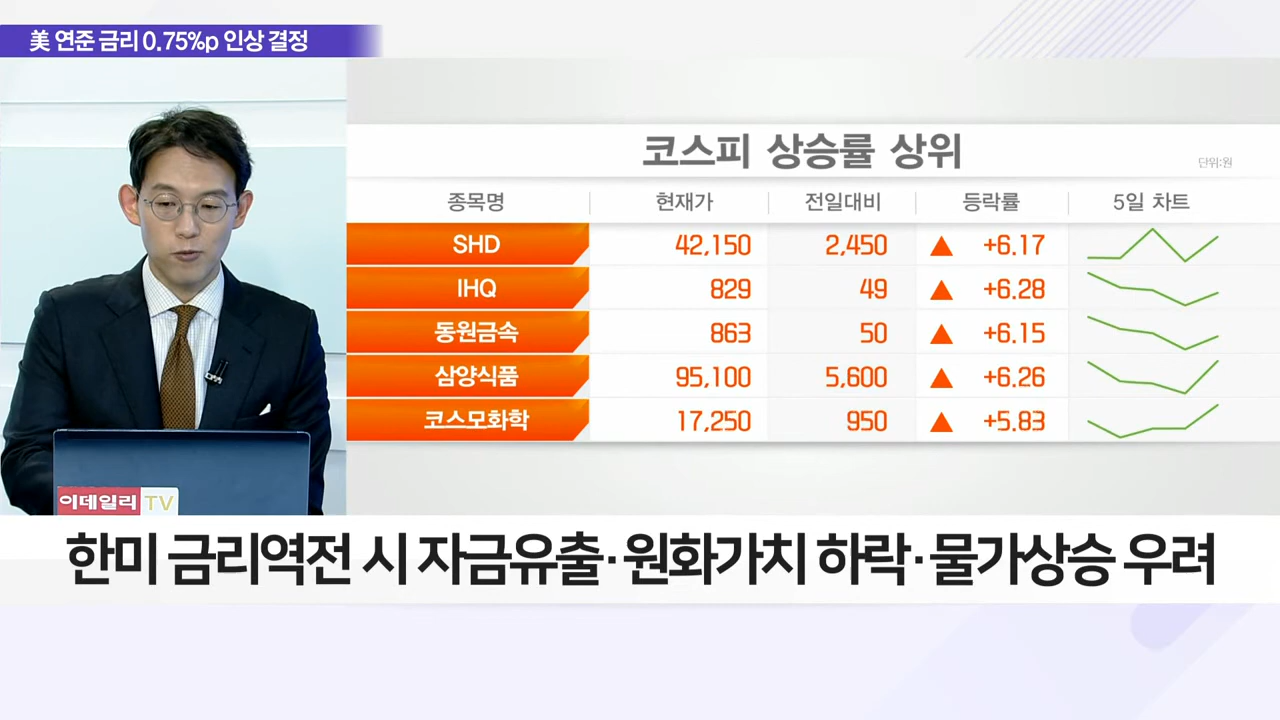 美 연준 금리 0.75%p 인상 결정
코스피 상승률 상위
단위:원
종목명 현재가 전일대비 등락률 5일 차트
SHD 42,150 2,450 ▲ +6.17
IHQ 829 49 ▲ +6.28
동원금속 863 50 ▲ +6.15
삼양식품 95,100 5,600 ▲ +6.26
코스모화학 17,250 950 ▲ +5.83
이데일리 TV
한미 금리역전 시 자금유출·원화가치 하락·물가상승 우려